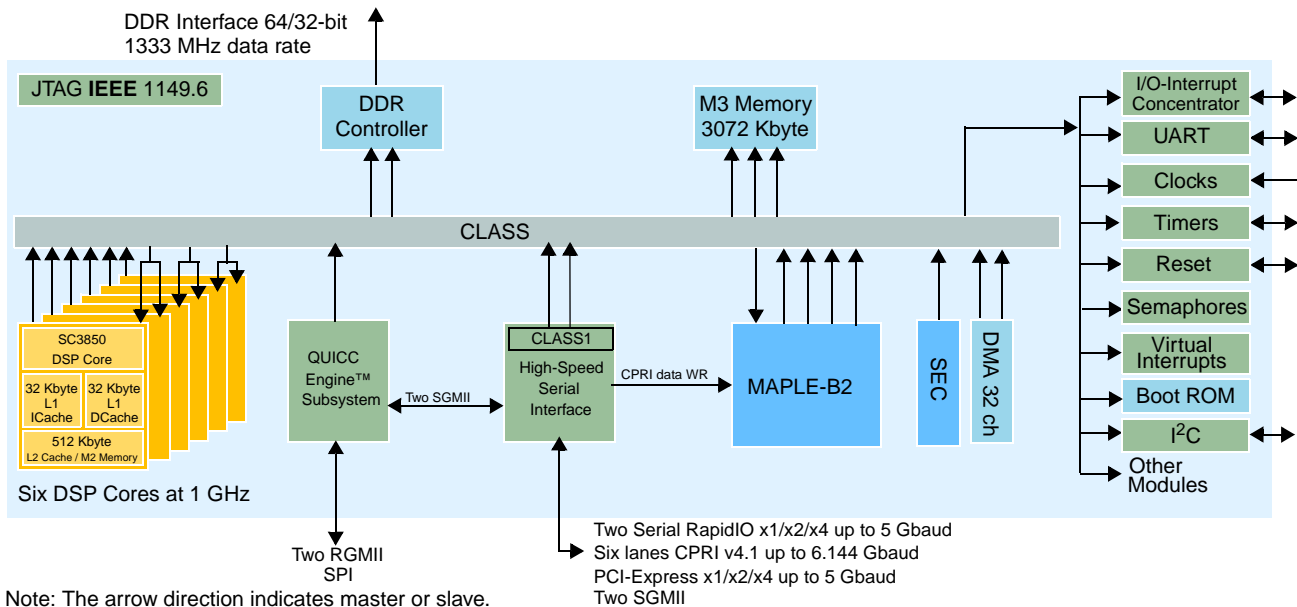 DDR Interface 64/32-bit
1333 MHz data rate
JTAG IEEE 1149.6
DDR
Controller
M3 Memory
3072 Kbyte
I/O-Interrupt
Concentrator
UART
Clocks
Timers
Reset
Semaphores
Virtual
Interrupts
Boot ROM
I²C
Other
Modules
CLASS
SC3850
DSP Core
32 Kbyte
L1
ICache
32 Kbyte
L1
DCache
512 Kbyte
L2 Cache / M2 Memory
Six DSP Cores at 1 GHz
QUICC
Engine™
Subsystem
Two SGMII
CLASS1
High-Speed
Serial
Interface
CPRI data WR
MAPLE-B2
SEC
DMA 32 ch
Two RGMII
SPI
Two Serial RapidIO x1/x2/x4 up to 5 Gbaud
Six lanes CPRI v4.1 up to 6.144 Gbaud
PCI-Express x1/x2/x4 up to 5 Gbaud
Two SGMII
Note: The arrow direction indicates master or slave.